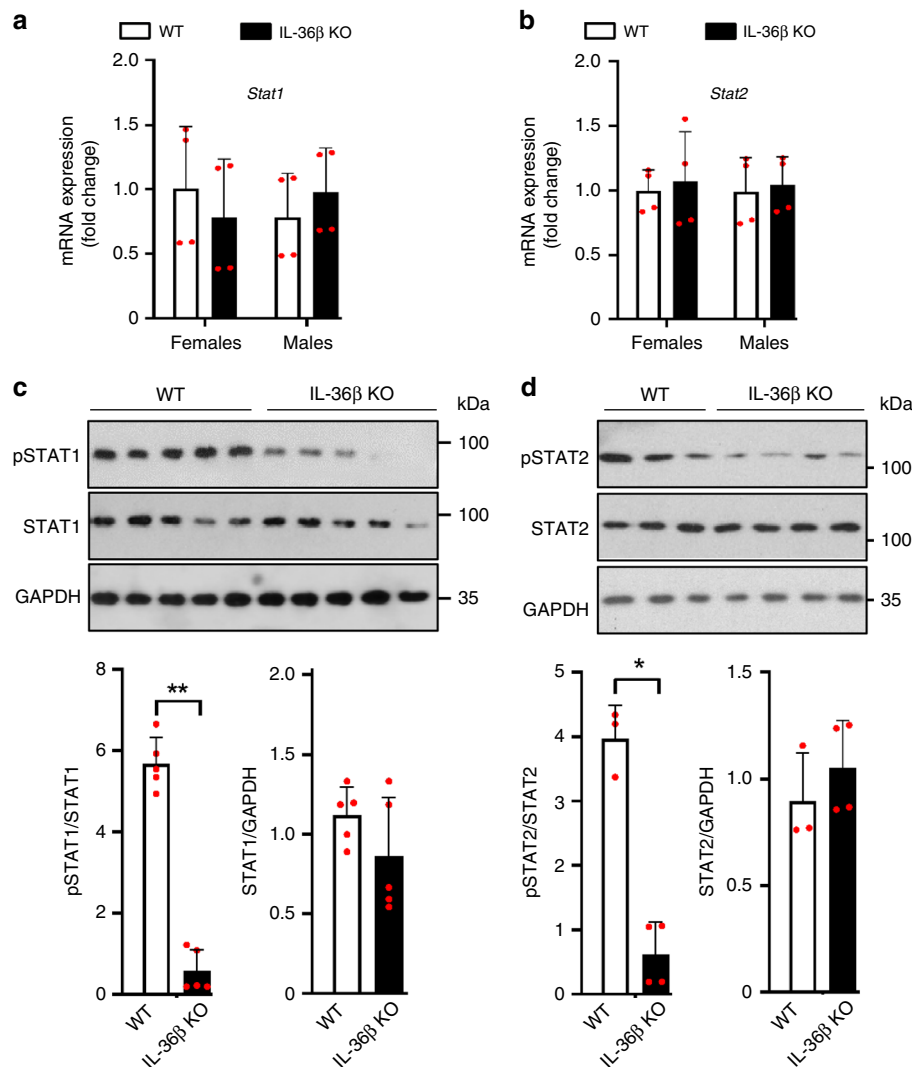 a
WT
IL-36β KO
2.0
1.5
1.0
0.5
0
mRNA expression
(fold change)
Stat1
Females
Males
b
WT
IL-36β KO
2.0
1.5
1.0
0.5
0
mRNA expression
(fold change)
Stat2
Females
Males
c
WT
IL-36β KO
kDa
pSTAT1
100
STAT1
100
GAPDH
35
8
6
4
2
0
pSTAT1/STAT1
**
WT
IL-36β KO
2.0
1.5
1.0
0.5
0
STAT1/GAPDH
WT
IL-36β KO
d
WT
IL-36β KO
kDa
pSTAT2
100
STAT2
100
GAPDH
35
5
4
3
2
1
0
pSTAT2/STAT2
*
WT
IL-36β KO
1.5
1.0
0.5
0
STAT2/GAPDH
WT
IL-36β KO